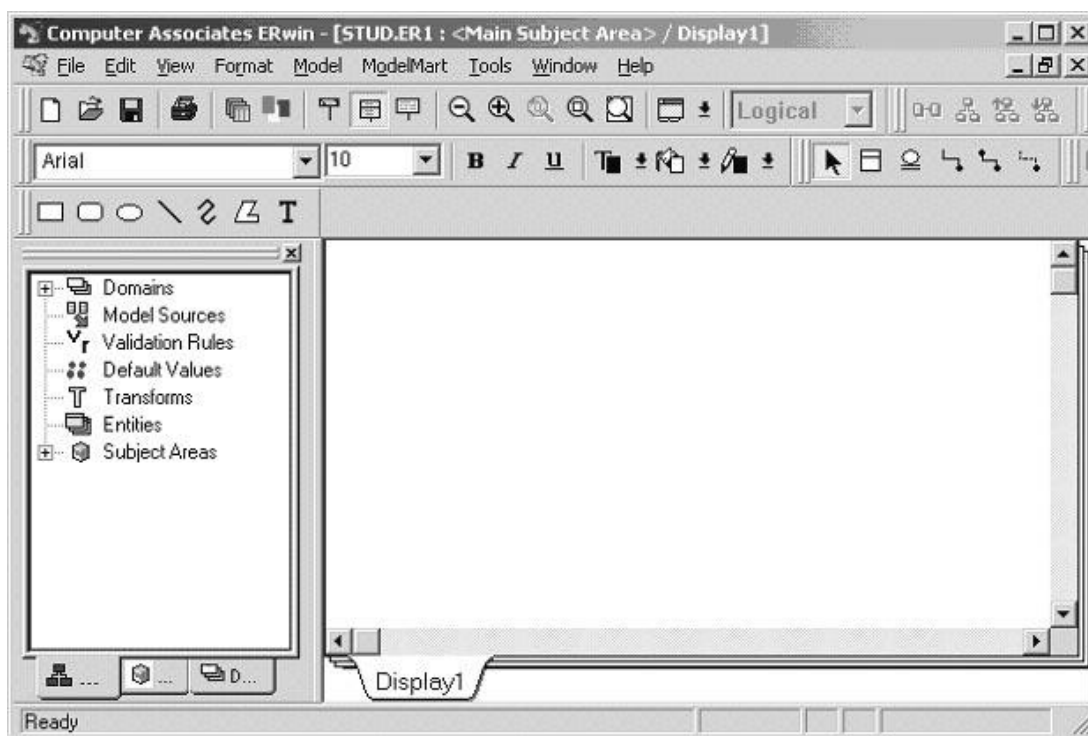 Computer Associates ERwin - [STUD.ER1 : <Main Subject Area> / Display1]
File Edit View Format Model ModelMart Tools Window Help
Logical
Arial 10 B I U T
T
Domains
Model Sources
Validation Rules
Default Values
Transforms
Entities
Subject Areas
... ... D...
Display1
Ready